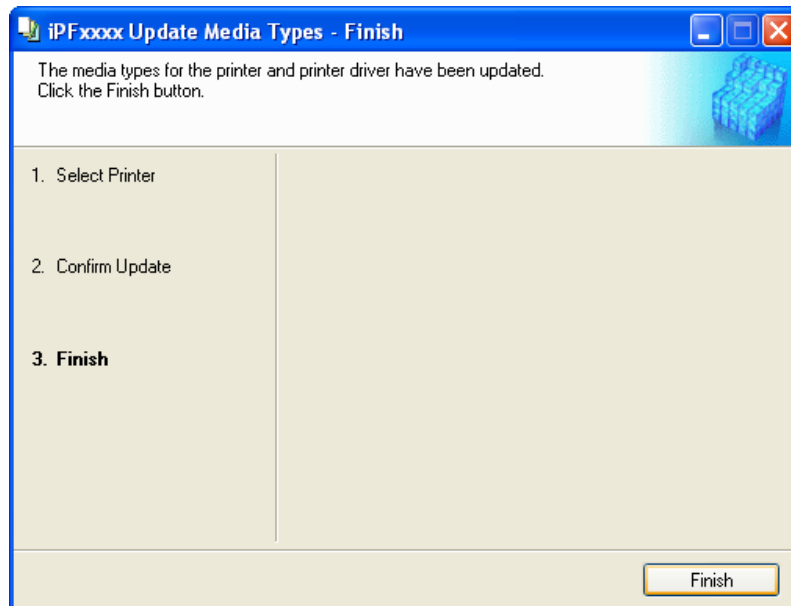 iPFxxxx Update Media Types - Finish
The media types for the printer and printer driver have been updated.
Click the Finish button.
1. Select Printer
2. Confirm Update
3. Finish
Finish